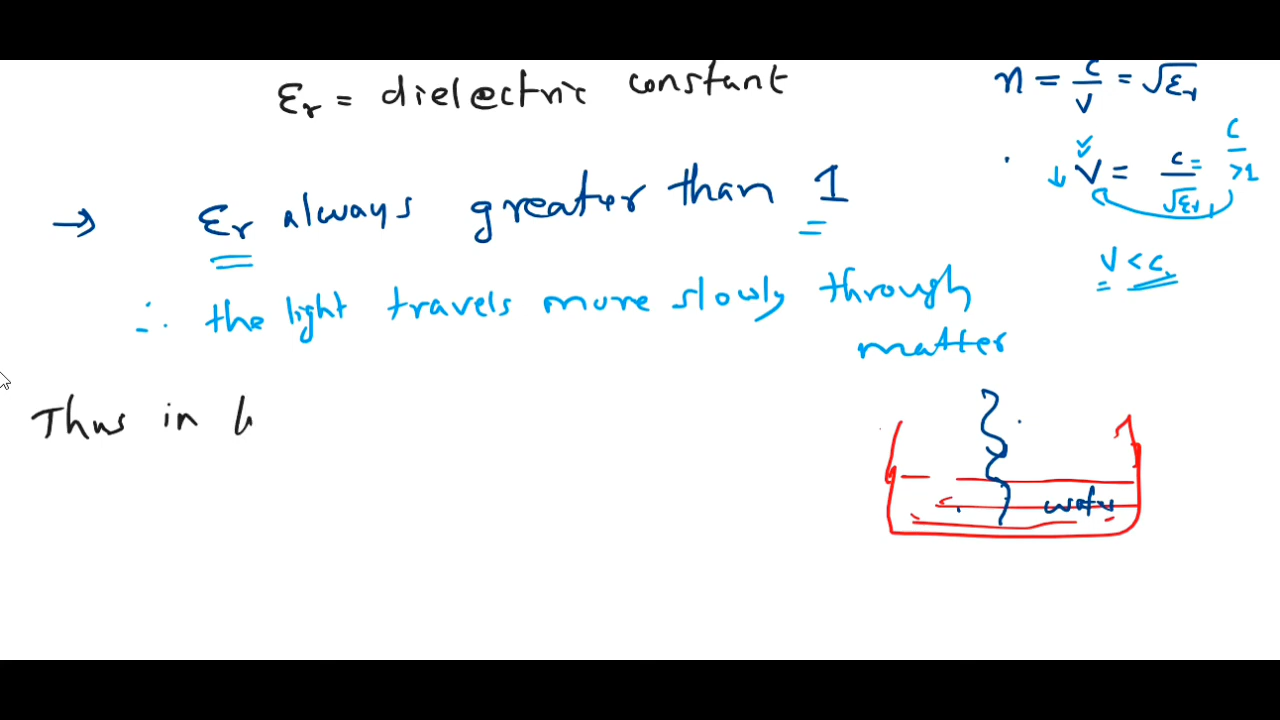 εr = dielectric constant
n = c/v = √εr
v = c/√εr = c/>1
→ εr always greater than 1
v < c
∴ the light travels more slowly through
matter
Thus in
water